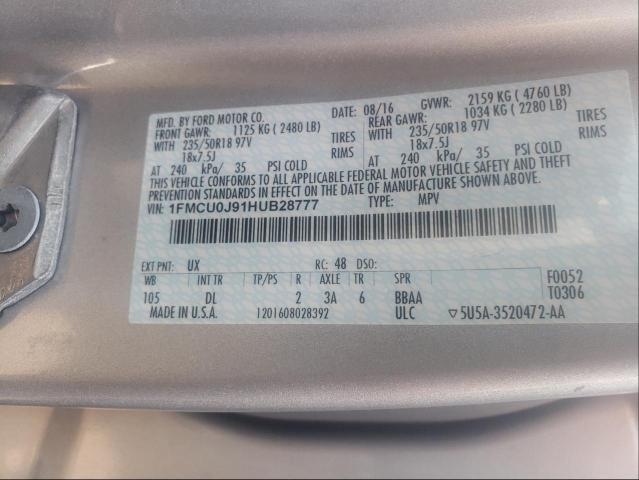 MFD. BY FORD MOTOR CO. DATE: 08/16 GVWR: 2159 KG ( 4760 LB)
FRONT GAWR: 1125 KG ( 2480 LB) REAR GAWR: 1034 KG ( 2280 LB)
WITH 235/50R18 97V TIRES WITH 235/50R18 97V TIRES
18x7.5J RIMS 18x7.5J RIMS
AT 240 kPa/ 35 PSI COLD AT 240 kPa/ 35 PSI COLD
THIS VEHICLE CONFORMS TO ALL APPLICABLE FEDERAL MOTOR VEHICLE SAFETY AND THEFT
PREVENTION STANDARDS IN EFFECT ON THE DATE OF MANUFACTURE SHOWN ABOVE.
VIN: 1FMCU0J91HUB28777 TYPE: MPV
EXT PNT: UX RC: 48 DSO:
WB INT TR TP/PS R AXLE TR SPR F0052
105 DL 2 3A 6 BBAA T0306
MADE IN U.S.A. 1201608028392 ULC ▽5U5A-3520472-AA